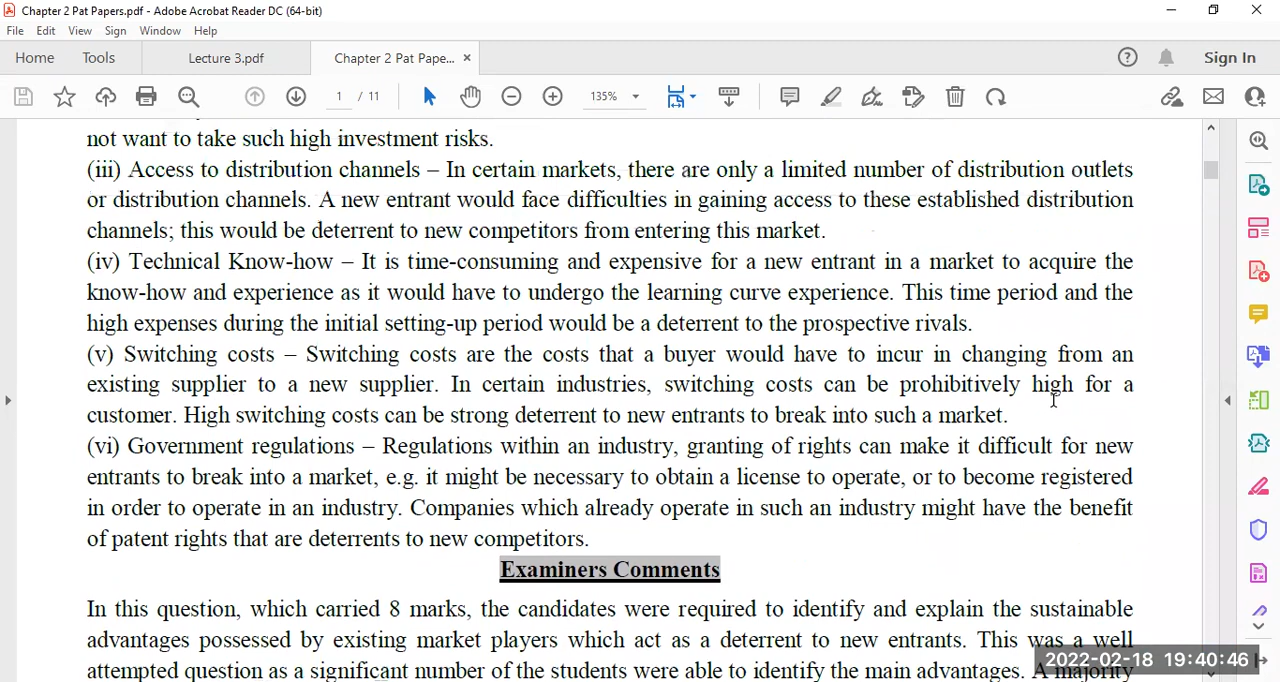 Chapter 2 Pat Papers.pdf - Adobe Acrobat Reader DC (64-bit)
File Edit View Sign Window Help
Home Tools Lecture 3.pdf Chapter 2 Pat Pape... × Sign In
1 / 11 135%
not want to take such high investment risks.
(iii) Access to distribution channels – In certain markets, there are only a limited number of distribution outlets
or distribution channels. A new entrant would face difficulties in gaining access to these established distribution
channels; this would be deterrent to new competitors from entering this market.
(iv) Technical Know-how – It is time-consuming and expensive for a new entrant in a market to acquire the
know-how and experience as it would have to undergo the learning curve experience. This time period and the
high expenses during the initial setting-up period would be a deterrent to the prospective rivals.
(v) Switching costs – Switching costs are the costs that a buyer would have to incur in changing from an
existing supplier to a new supplier. In certain industries, switching costs can be prohibitively high for a
customer. High switching costs can be strong deterent to new entrants to break into such a market.
(vi) Government regulations – Regulations within an industry, granting of rights can make it difficult for new
entrants to break into a market, e.g. it might be necessary to obtain a license to operate, or to become registered
in order to operate in an industry. Companies which already operate in such an industry might have the benefit
of patent rights that are deterrents to new competitors.
Examiners Comments
In this question, which carried 8 marks, the candidates were required to identify and explain the sustainable
advantages possessed by existing market players which act as a deterrent to new entrants. This was a well
attempted question as a significant number of the students were able to identify the main advantages. A majority
2022-02-18 19:40:46